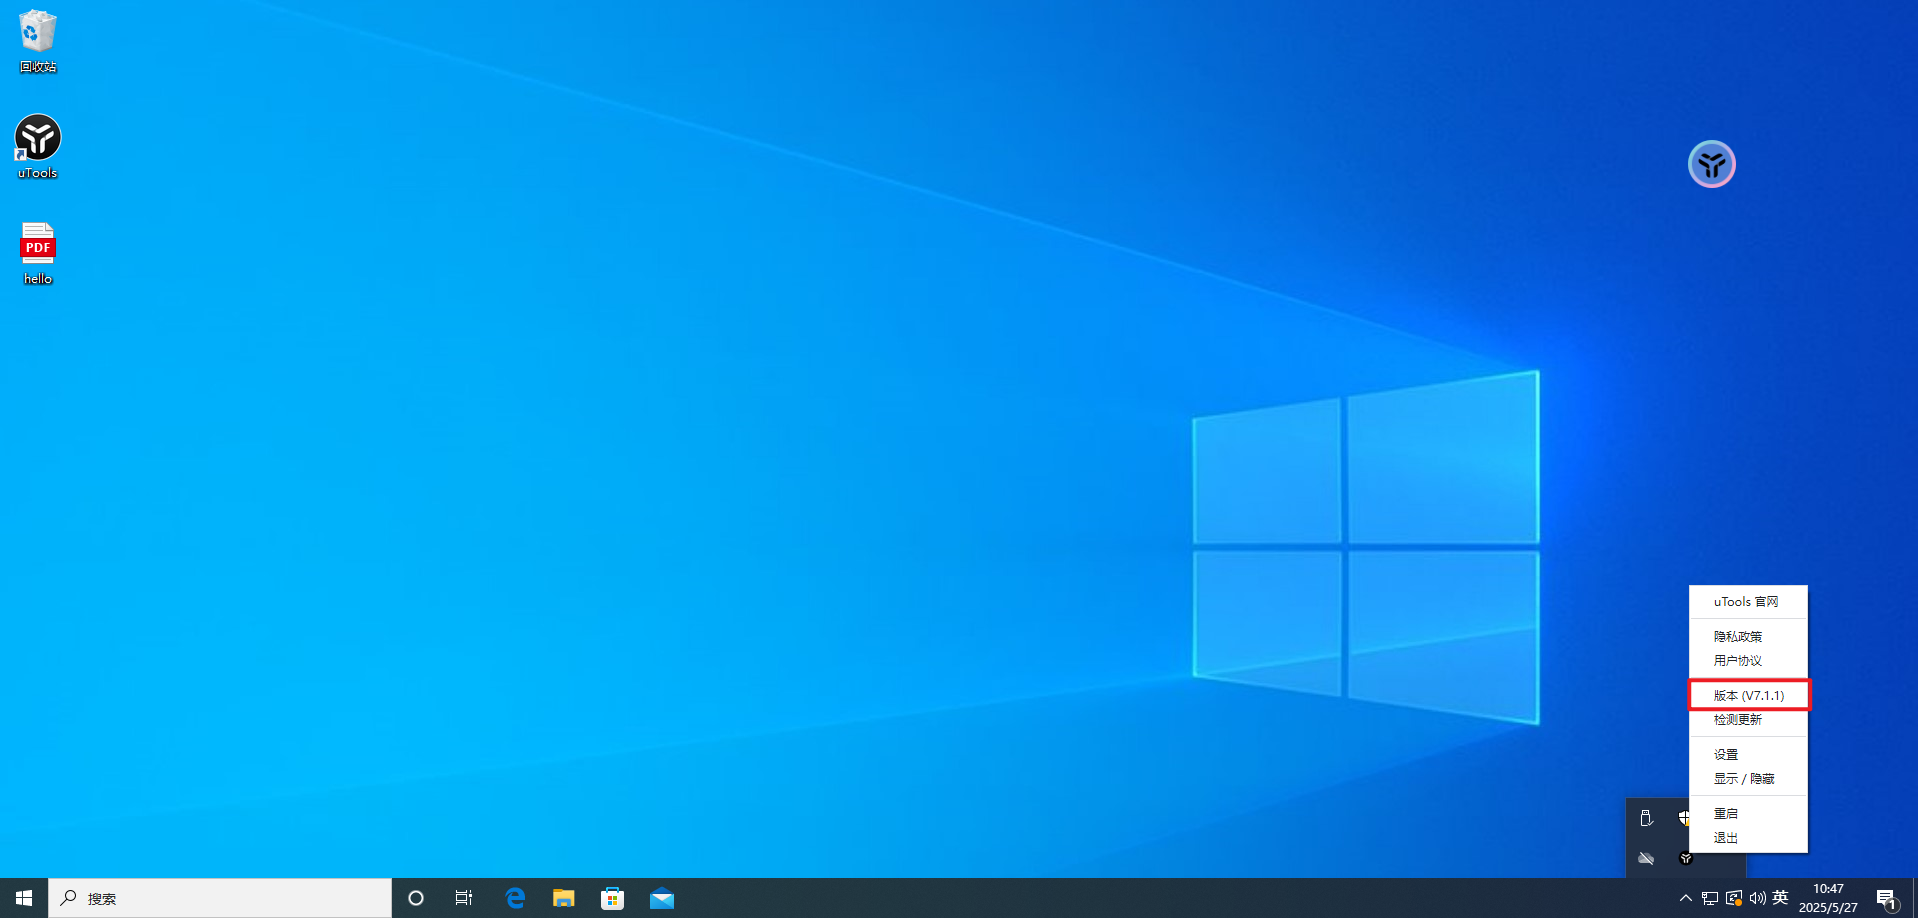 回收站
uTools
PDF
hello
uTools 官网
隐私政策
用户协议
版本 (V7.1.1)
检测更新
设置
显示 / 隐藏
重启
退出
搜索
英
10:47
2025/5/27
1